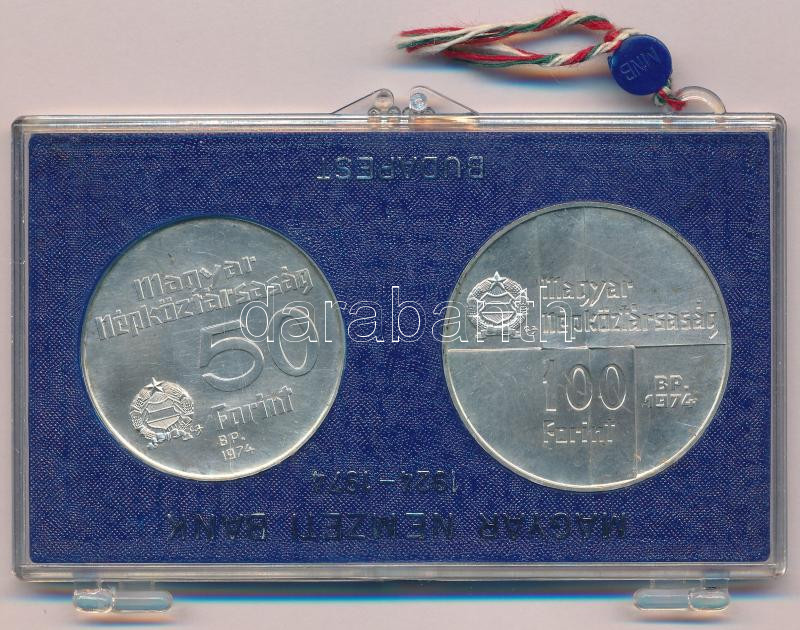 MNB
BUDAPEST
Magyar
Népköztársaság
50
Forint
BP.
1974
Magyar
Népköztársaság
100
Forint
BP.
1974
darabanth
1924-1974
MAGYAR NEMZETI BANK